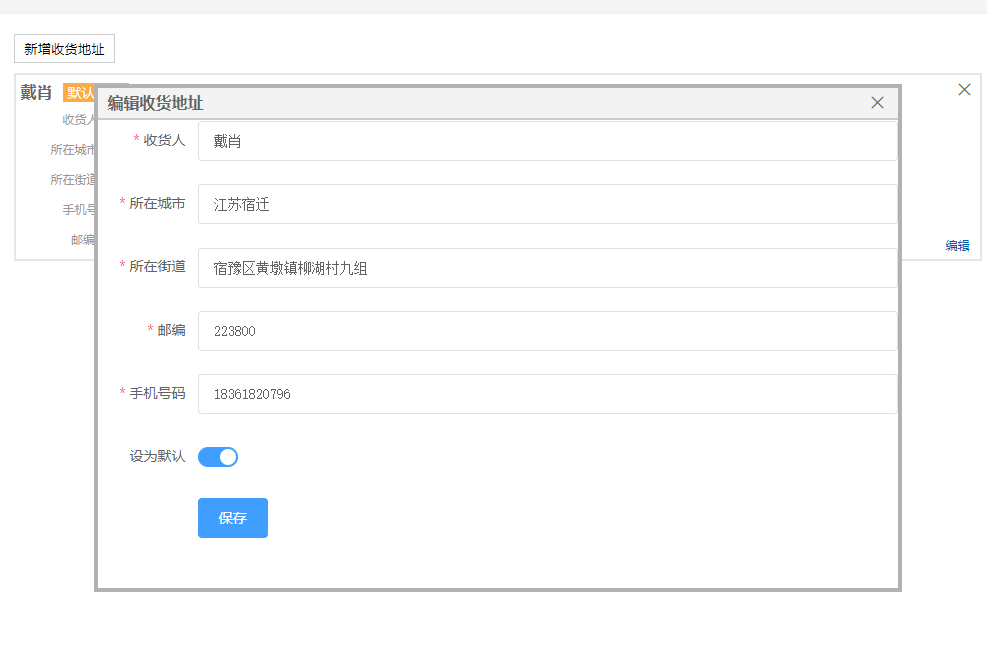 新增收货地址
戴肖 默认
收货人
所在城市
所在街道
手机号
邮编
编辑
编辑收货地址
* 收货人 戴肖
* 所在城市 江苏宿迁
* 所在街道 宿豫区黄墩镇柳湖村九组
* 邮编 223800
* 手机号码 18361820796
设为默认
保存